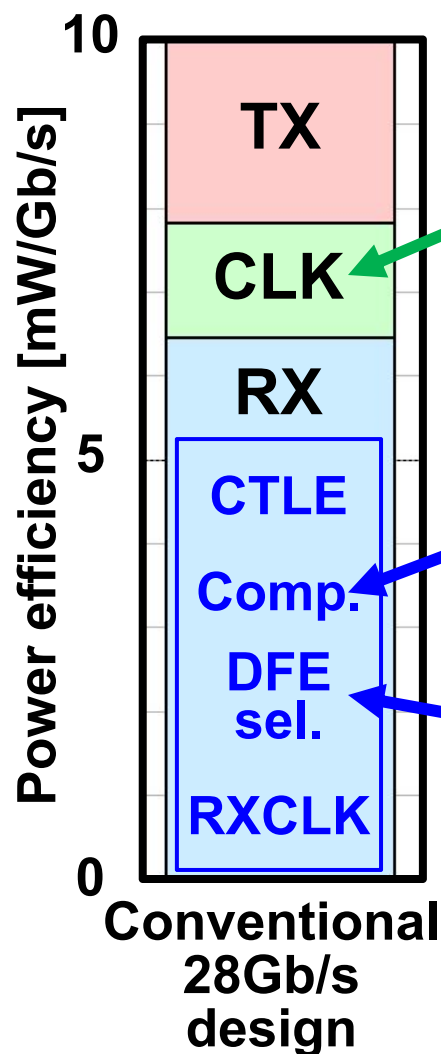 Power efficiency [mW/Gb/s]
10
5
0
TX
CLK
RX
CTLE
Comp.
DFE
sel.
RXCLK
Conventional
28Gb/s
design